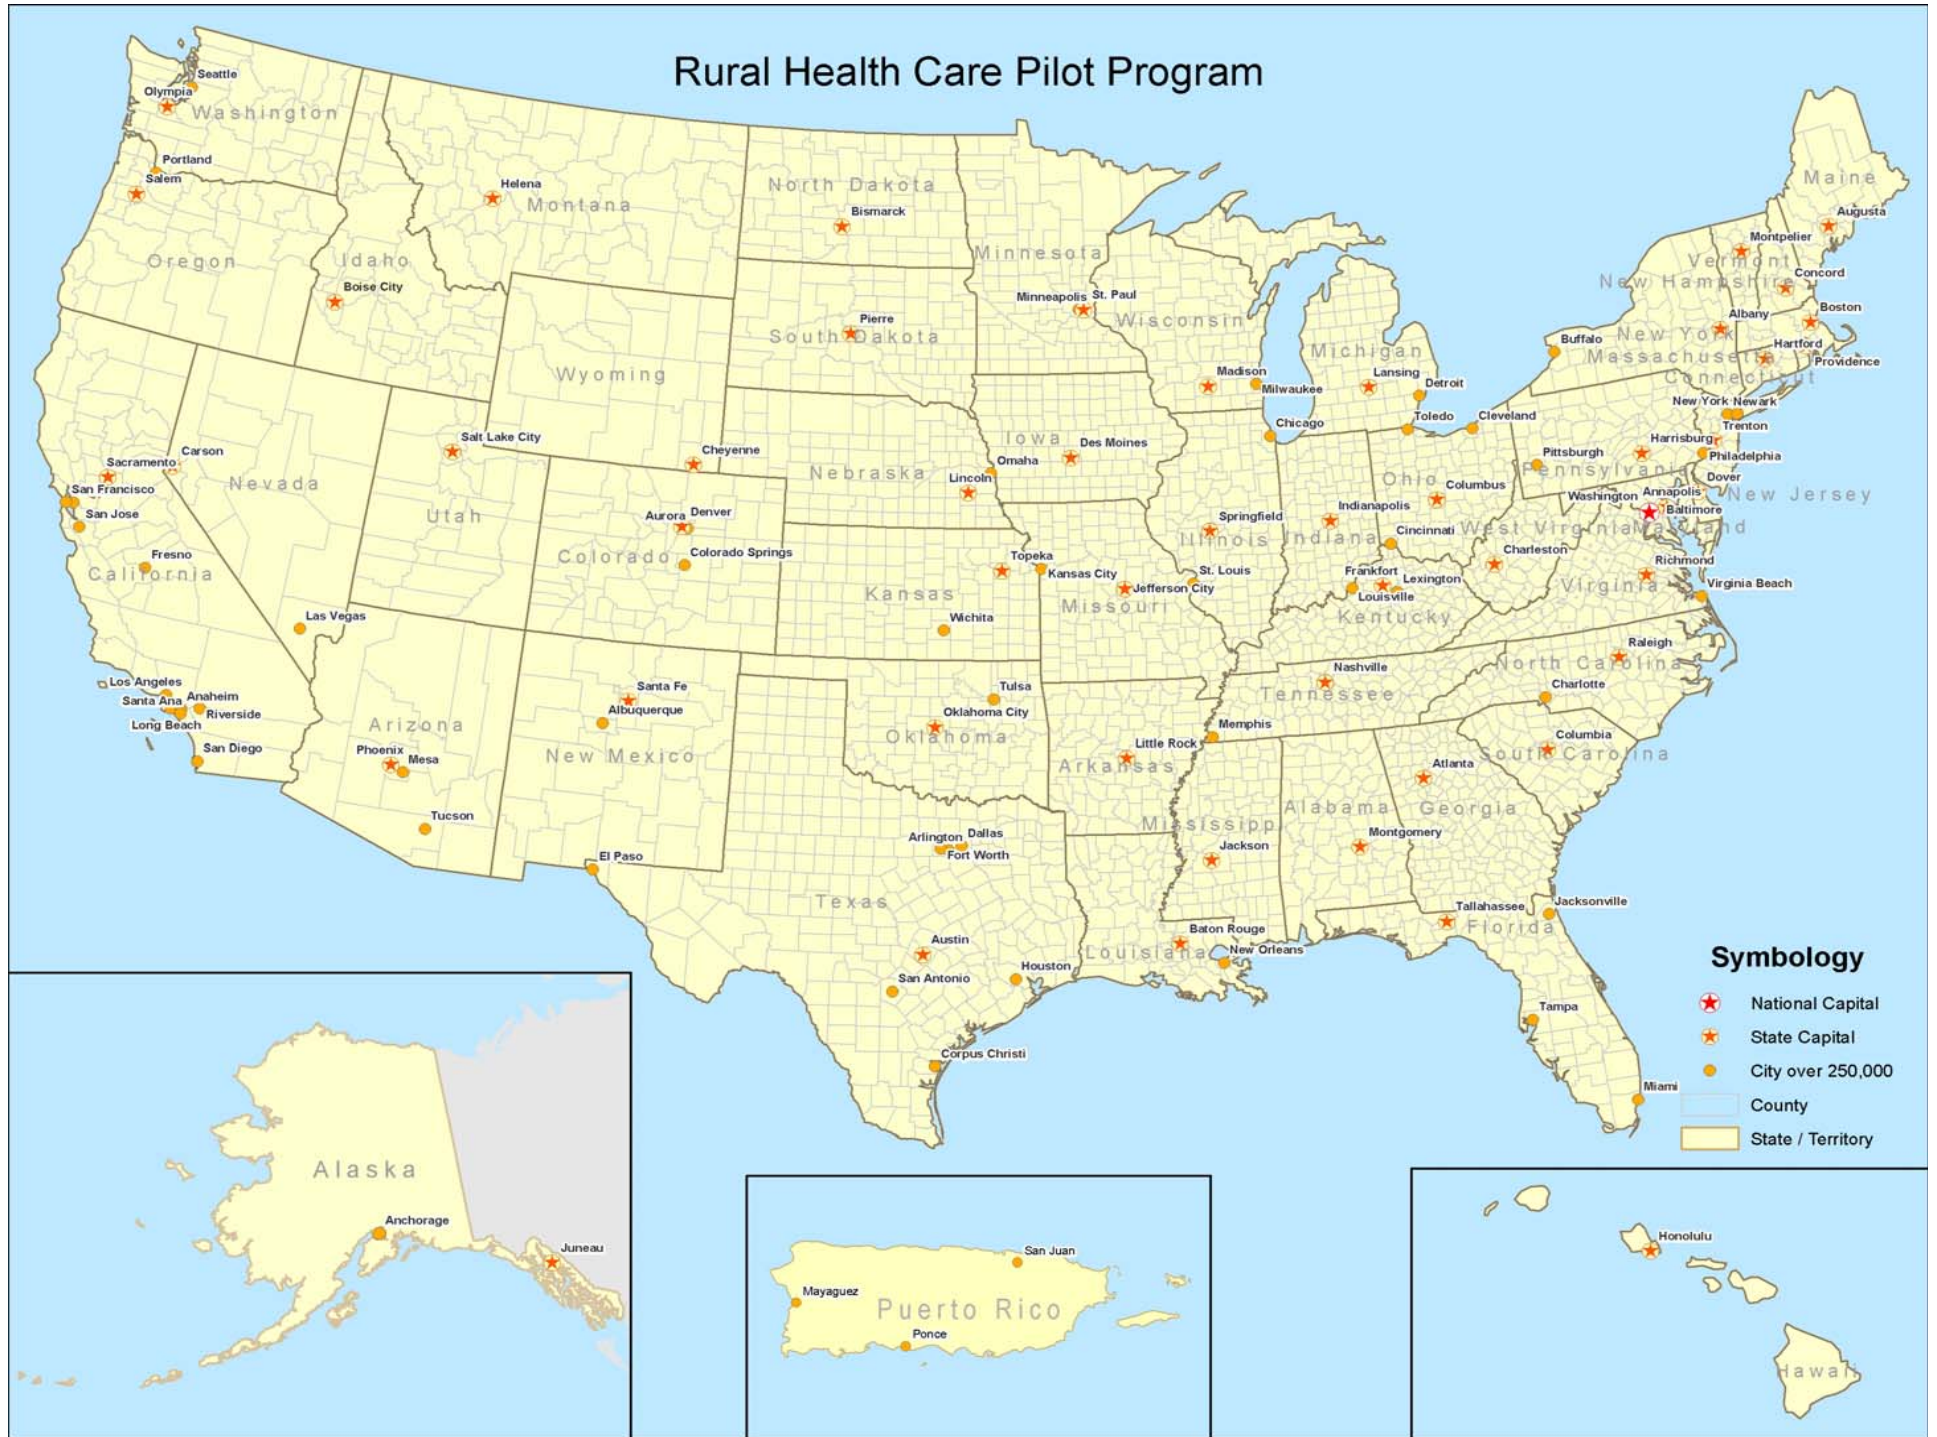 Rural Health Care Pilot Program
Seattle
Olympia
Washington
Portland
Salem
Oregon
Helena
Montana
Idaho
Boise City
Wyoming
Cheyenne
North Dakota
Bismarck
Pierre
South Dakota
Minnesota
Minneapolis
St. Paul
Wisconsin
Madison
Milwaukee
Michigan
Lansing
Detroit
Maine
Augusta
Montpelier
Vermont
New Hampshire
Concord
Albany
Boston
New York
Buffalo
Massachusetts
Hartford
Providence
Connecticut
New York
Newark
Trenton
Harrisburg
Pittsburgh
Philadelphia
Pennsylvania
Dover
New Jersey
Washington
Annapolis
Baltimore
West Virginia
Maryland
Toledo
Cleveland
Chicago
Ohio
Columbus
Cincinnati
Indianapolis
Indiana
Springfield
Illinois
Iowa
Des Moines
Omaha
Nebraska
Lincoln
Salt Lake City
Utah
Nevada
Carson
Sacramento
San Francisco
San Jose
Fresno
California
Las Vegas
Aurora
Denver
Colorado
Colorado Springs
Topeka
Kansas City
Kansas
Wichita
Jefferson City
Missouri
St. Louis
Frankfort
Lexington
Louisville
Kentucky
Charleston
Richmond
Virginia
Virginia Beach
Raleigh
North Carolina
Charlotte
Nashville
Tennessee
Memphis
Columbia
South Carolina
Atlanta
Georgia
Alabama
Montgomery
Mississippi
Jackson
Little Rock
Arkansas
Tulsa
Oklahoma City
Oklahoma
Santa Fe
Albuquerque
New Mexico
Arizona
Phoenix
Mesa
Tucson
Los Angeles
Anaheim
Santa Ana
Riverside
Long Beach
San Diego
El Paso
Arlington
Dallas
Fort Worth
Texas
Austin
San Antonio
Houston
Corpus Christi
Louisiana
Baton Rouge
New Orleans
Tallahassee
Jacksonville
Florida
Tampa
Miami
Symbology
National Capital
State Capital
City over 250,000
County
State / Territory
Alaska
Anchorage
Juneau
San Juan
Mayaguez
Puerto Rico
Ponce
Honolulu
Hawaii